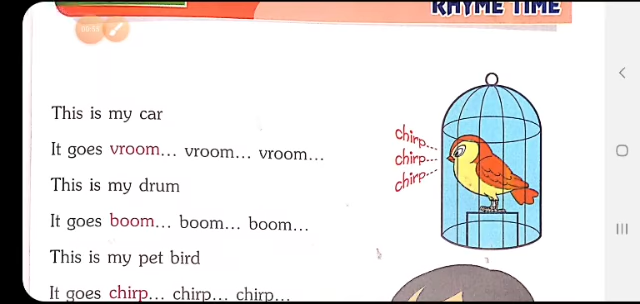 RHYME TIME
This is my car
It goes vroom... vroom... vroom...
This is my drum
It goes boom... boom... boom...
This is my pet bird
It goes chirp... chirp... chirp...
chirp...
chirp...
chirp...